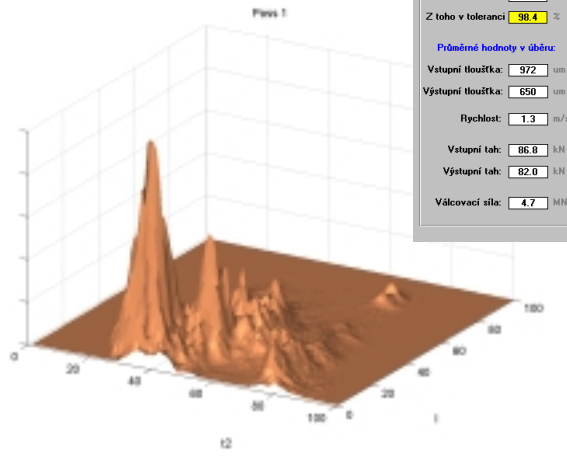 Pass 1
Z toho v toleranci 98.4 %
Průměrné hodnoty v úběru:
Vstupní tloušťka: 972 um
Výstupní tloušťka: 650 um
Rychlost: 1.3 m/s
Vstupní tah: 86.8 kN
Výstupní tah: 82.0 kN
Válcovací síla: 4.7 MN
0 20 40 60 80 100
t2
0 20 40 60 80 100